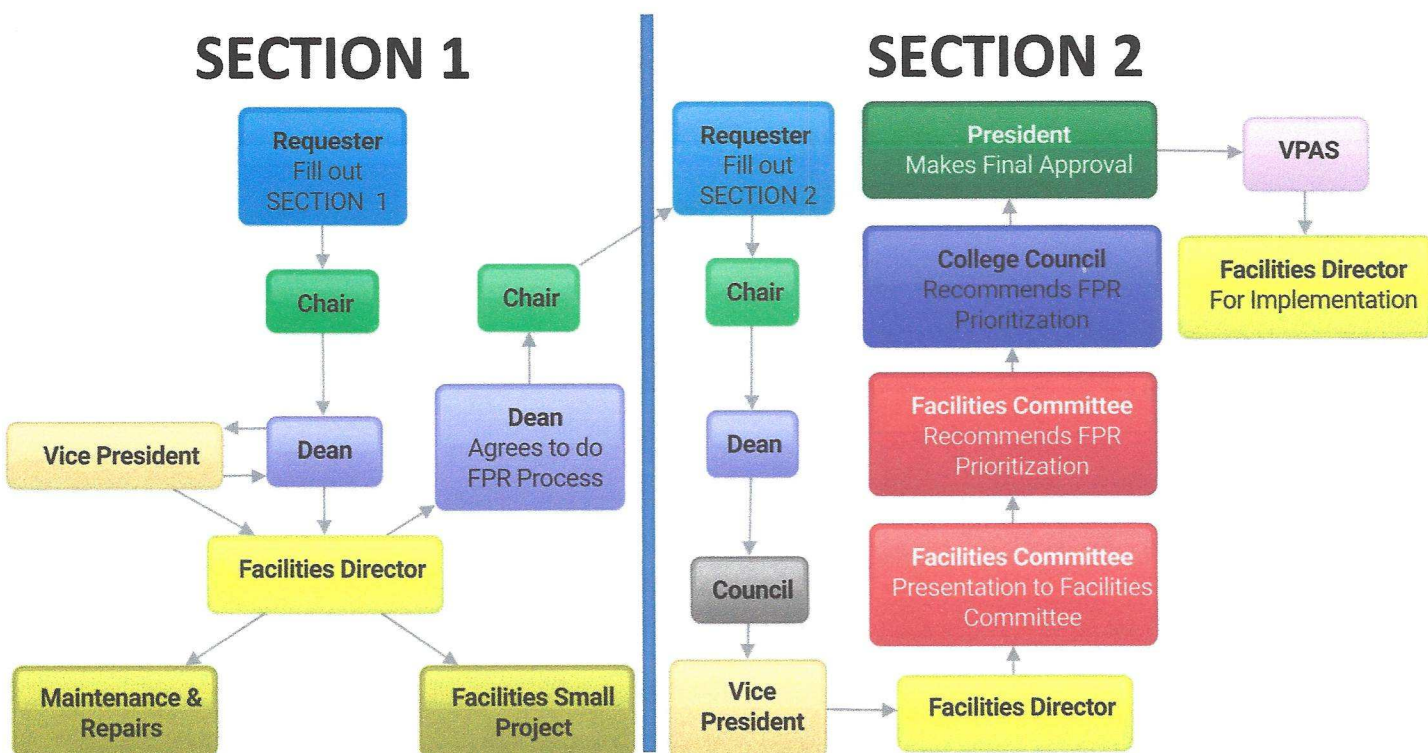 SECTION 1
Requester
Fill out
SECTION 1
Chair
Chair
Vice President
Dean
Dean
Agrees to do
FPR Process
Facilities Director
Maintenance &
Repairs
Facilities Small
Project
SECTION 2
Requester
Fill out
SECTION 2
Chair
Dean
Council
Vice
President
Facilities Director
Facilities Committee
Presentation to Facilities
Committee
Facilities Committee
Recommends FPR
Prioritization
College Council
Recommends FPR
Prioritization
President
Makes Final Approval
VPAS
Facilities Director
For Implementation